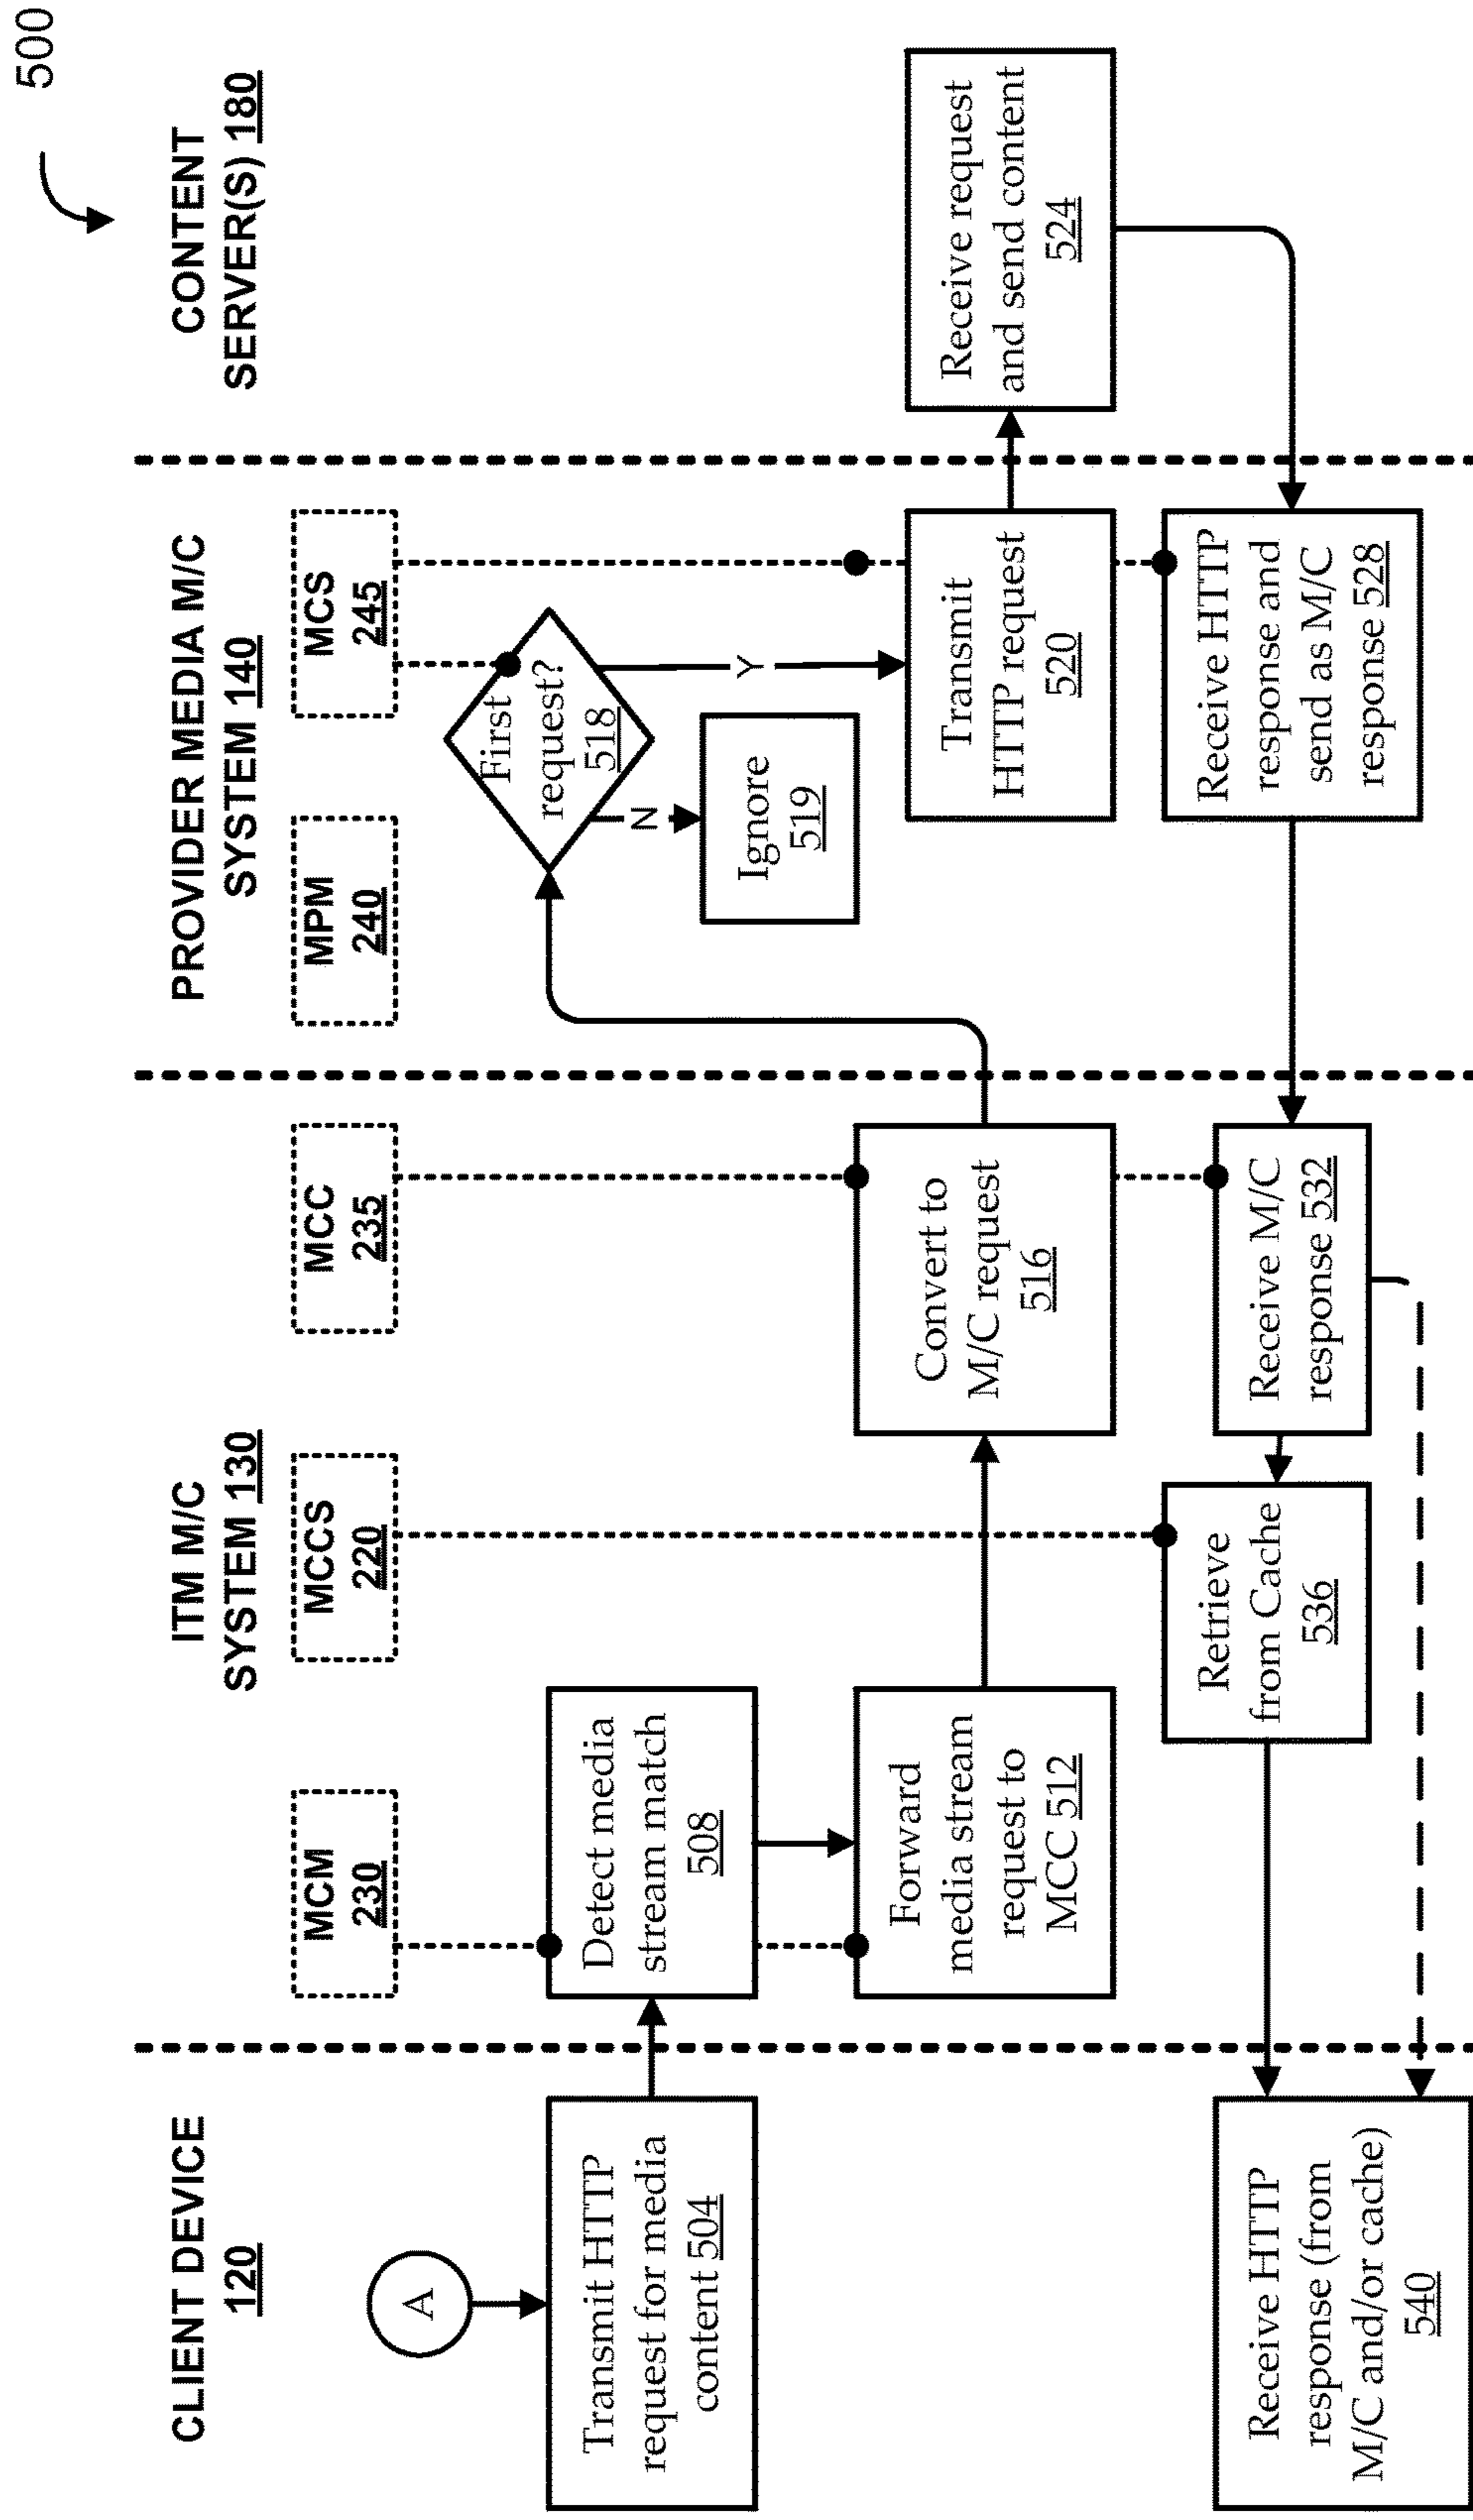 500
CLIENT DEVICE
120
ITM M/C
SYSTEM 130
PROVIDER MEDIA M/C
SYSTEM 140
CONTENT
SERVER(S) 180
MCM
230
MCCS
220
MCC
235
MPM
240
MCS
245
A
Transmit HTTP
request for media
content 504
Detect media
stream match
508
Forward
media stream
request to
MCC 512
Convert to
M/C request
516
First
request?
518
N
Y
Ignore
519
Transmit
HTTP request
520
Receive request
and send content
524
Receive HTTP
response and
send as M/C
response 528
Receive M/C
response 532
Retrieve
from Cache
536
Receive HTTP
response (from
M/C and/or cache)
540